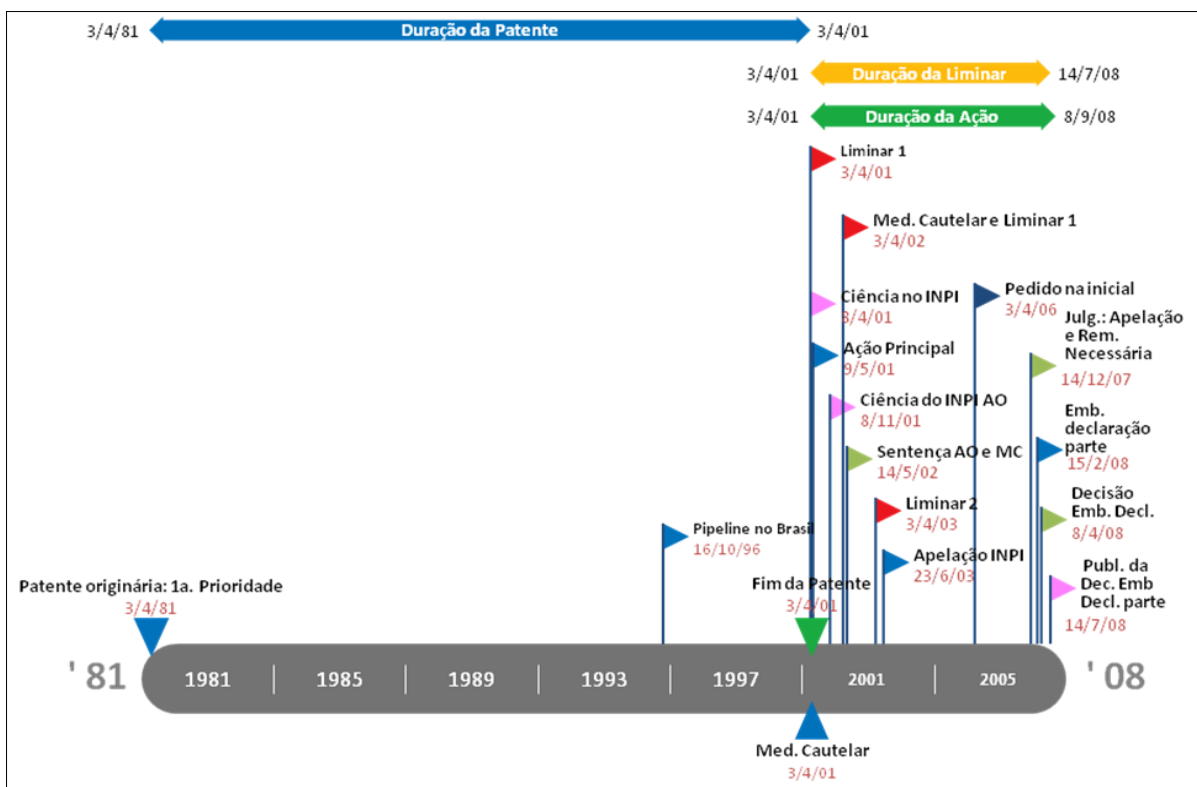 3/4/81
Duração da Patente
3/4/01
3/4/01
Duração da Liminar
14/7/08
3/4/01
Duração da Ação
8/9/08
Liminar 1
3/4/01
Med. Cautelar e Liminar 1
3/4/02
Ciência no INPI
8/4/01
Pedido na inicial
3/4/06
Ação Principal
9/5/01
Julg.: Apelação
e Rem.
Necessária
14/12/07
Ciência do INPI AO
8/11/01
Emb.
declaração
parte
15/2/08
Sentença AO e MC
14/5/02
Liminar 2
3/4/03
Decisão
Emb. Decl.
8/4/08
Pipeline no Brasil
16/10/96
Apelação INPI
23/6/03
Publ. da
Dec. Emb
Decl. parte
14/7/08
Patente originária: 1a. Prioridade
3/4/81
Fim da Patente
3/4/01
' 81
1981
1985
1989
1993
1997
2001
2005
' 08
Med. Cautelar
3/4/01